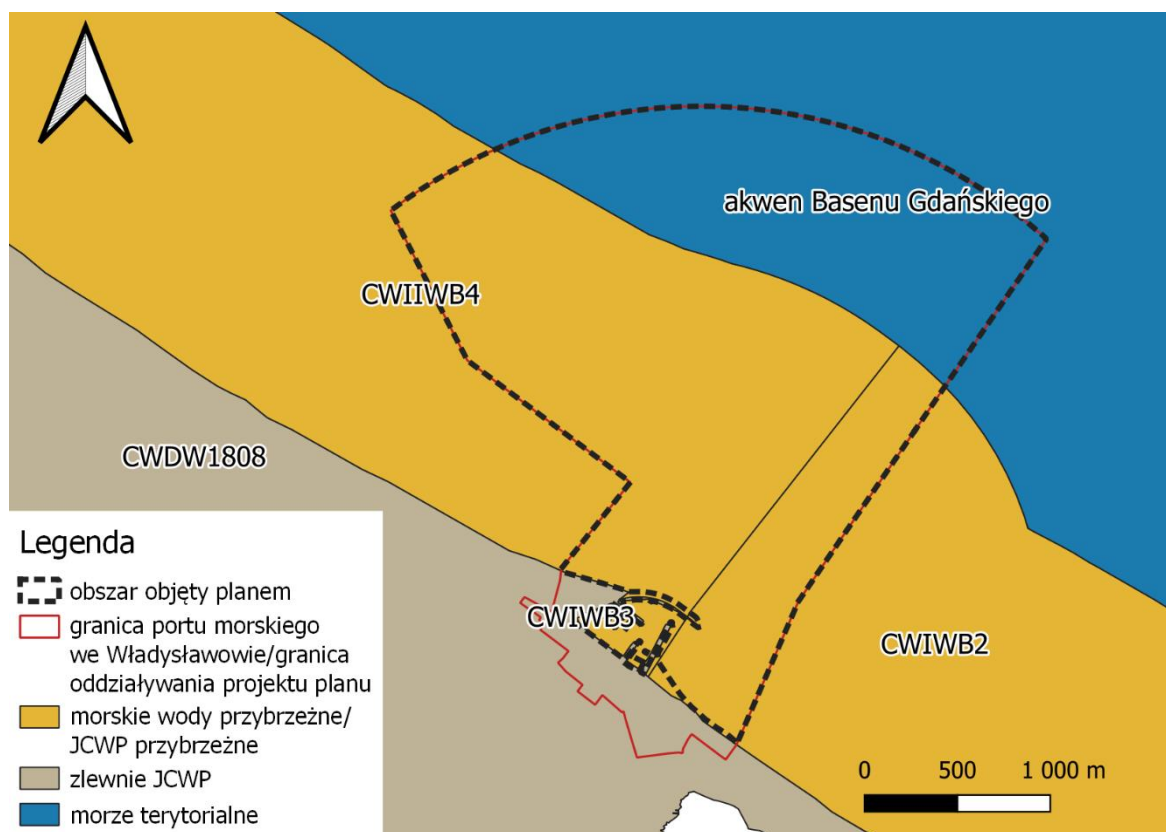 akwen Basenu Gdańskiego
CWIIWB4
CWDW1808
CWIWB3
CWIWB2
Legenda
obszar objęty planem
granica portu morskiego
we Władysławowie/granica
oddziaływania projektu planu
morskie wody przybrzeżne/
JCWP przybrzeżne
zlewnie JCWP
morze terytorialne
0 500 1 000 m